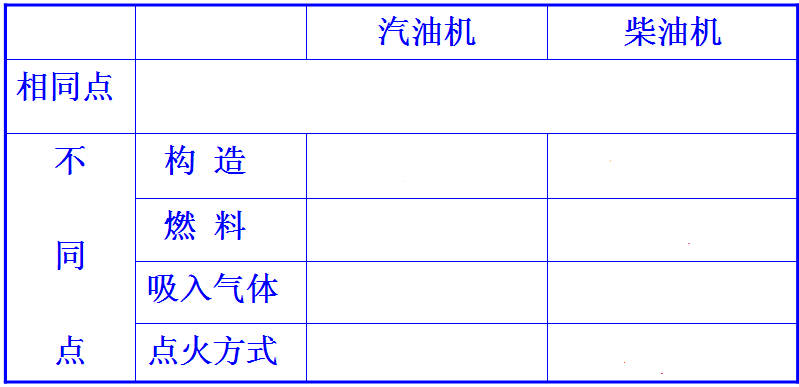 汽油机 柴油机
相同点
不同点
构 造
燃 料
吸入气体
点火方式